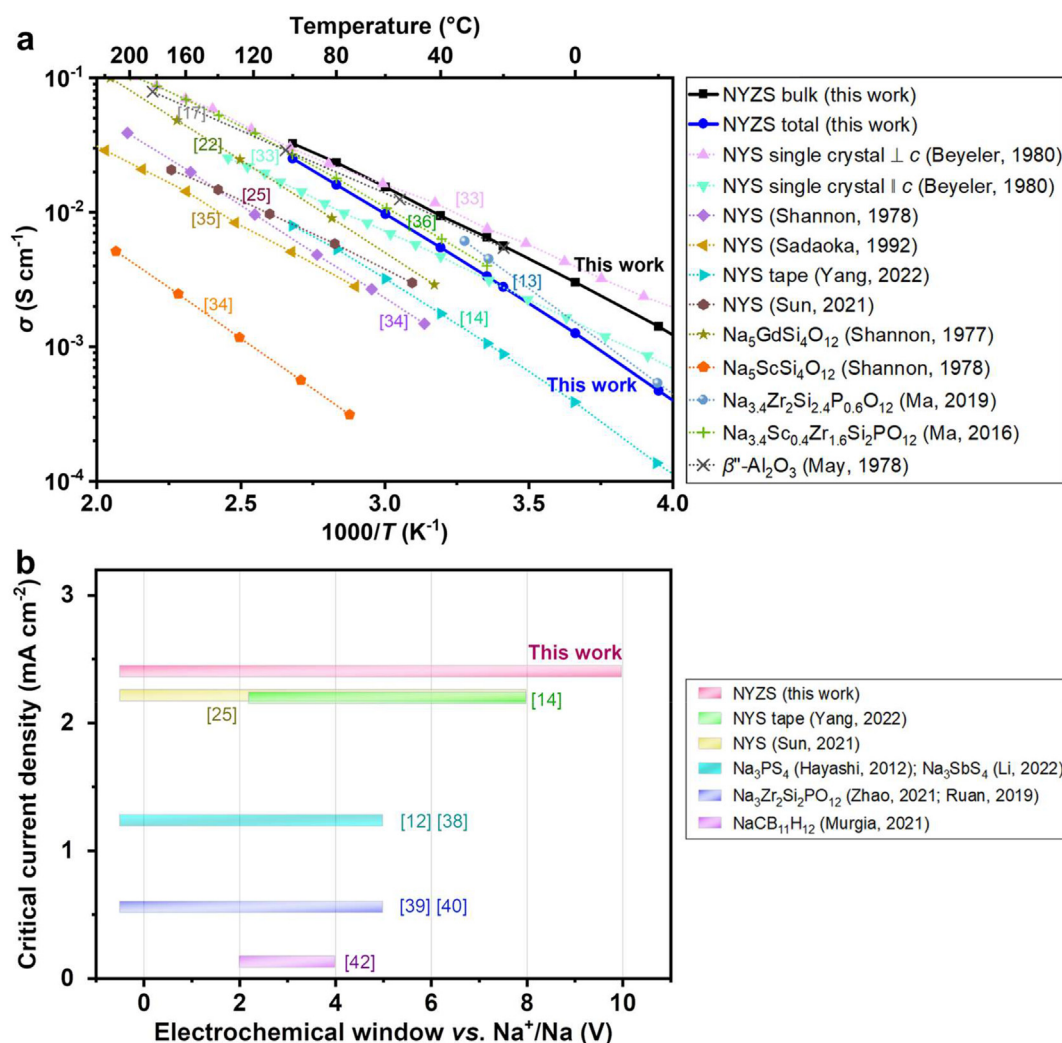 a
Temperature (°C)
200 160 120 80 40 0
10⁻¹
10⁻²
10⁻³
10⁻⁴
σ (S cm⁻¹)
[17]
[22]
[33]
[33]
[25]
[36]
[35]
This work
[13]
[34]
[34]
[14]
This work
2.0 2.5 3.0 3.5 4.0
1000/T (K⁻¹)
NYZS bulk (this work)
NYZS total (this work)
NYS single crystal ⊥ c (Beyeler, 1980)
NYS single crystal ∥ c (Beyeler, 1980)
NYS (Shannon, 1978)
NYS (Sadaoka, 1992)
NYS tape (Yang, 2022)
NYS (Sun, 2021)
Na₅GdSi₄O₁₂ (Shannon, 1977)
Na₅ScSi₄O₁₂ (Shannon, 1978)
Na₃.₄Zr₂Si₂.₄P₀.₆O₁₂ (Ma, 2019)
Na₃.₄Sc₀.₄Zr₁.₆Si₂PO₁₂ (Ma, 2016)
β"-Al₂O₃ (May, 1978)
b
3
2
1
0
Critical current density (mA cm⁻²)
This work
[25]
[14]
[12] [38]
[39] [40]
[42]
0 2 4 6 8 10
Electrochemical window vs. Na⁺/Na (V)
NYZS (this work)
NYS tape (Yang, 2022)
NYS (Sun, 2021)
Na₃PS₄ (Hayashi, 2012); Na₃SbS₄ (Li, 2022)
Na₃Zr₂Si₂PO₁₂ (Zhao, 2021; Ruan, 2019)
NaCB₁₁H₁₂ (Murgia, 2021)